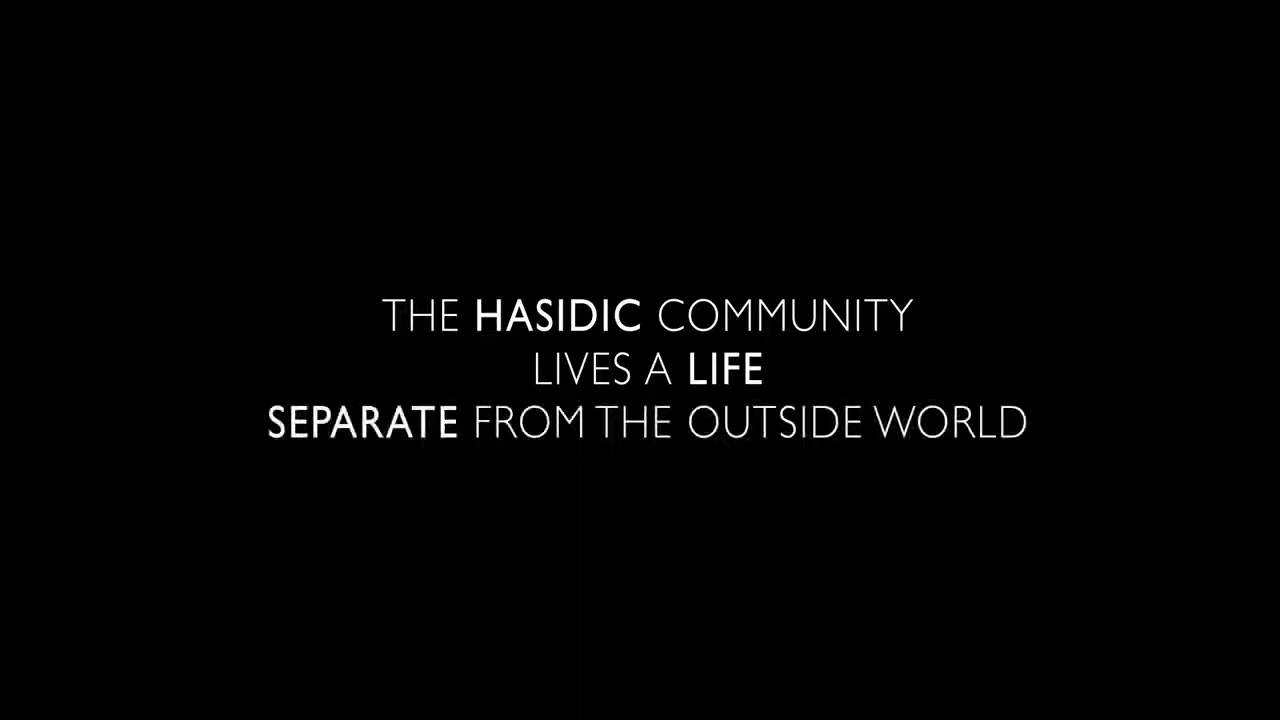 THE HASIDIC COMMUNITY
LIVES A LIFE
SEPARATE FROM THE OUTSIDE WORLD